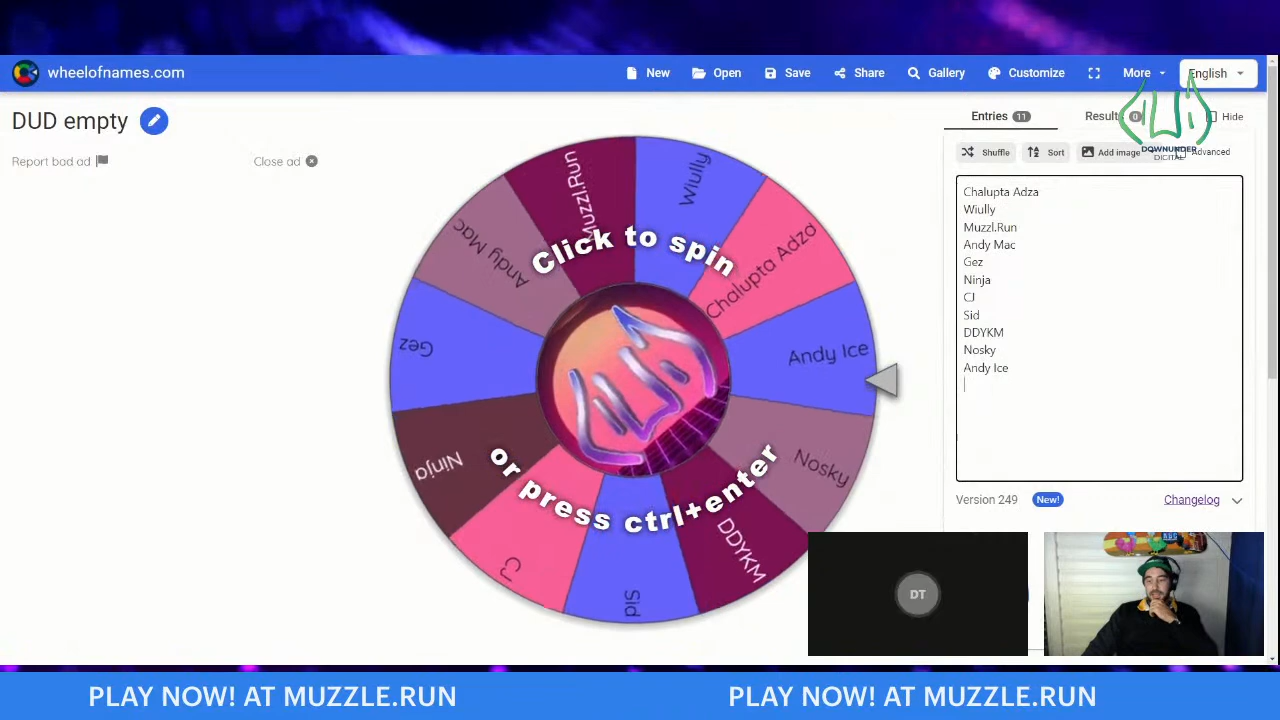 wheelofnames.com
New
Open
Save
Share
Gallery
Customize
More
English
DUD empty
Report bad ad
Close ad
Entries 11
Results 0
Hide
Shuffle
Sort
Add image
Advanced
DOWNUNDER
DIGITAL
Chalupta Adza
Wiully
Muzzl.Run
Andy Mac
Gez
Ninja
CJ
Sid
DDYKM
Nosky
Andy Ice
Muzzl.Run
Wiully
Chalupta Adzd
Andy Ice
Nosky
DDYKM
Sid
CJ
Ninja
Gez
Andy Mac
Click to spin
or press ctrl+enter
Version 249
New!
Changelog
DT
PLAY NOW! AT MUZZLE.RUN
PLAY NOW! AT MUZZLE.RUN